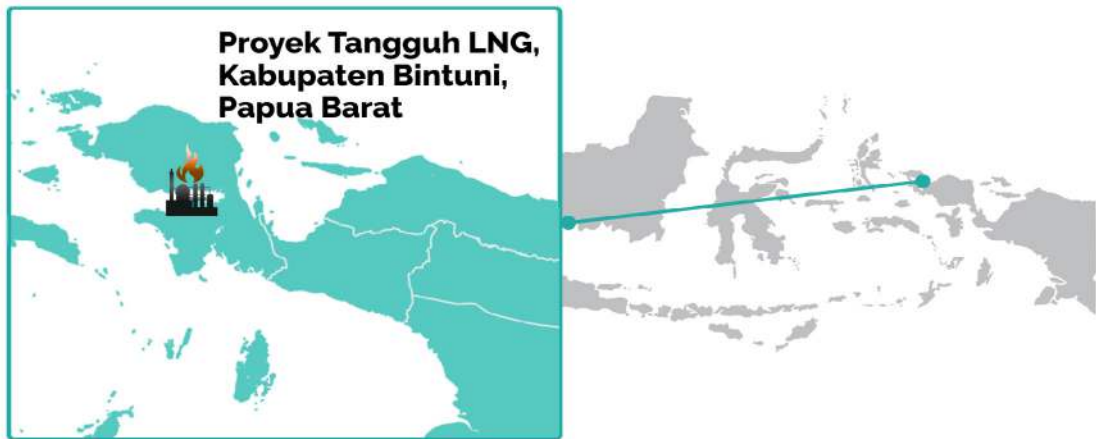 Proyek Tangguh LNG,
Kabupaten Bintuni,
Papua Barat